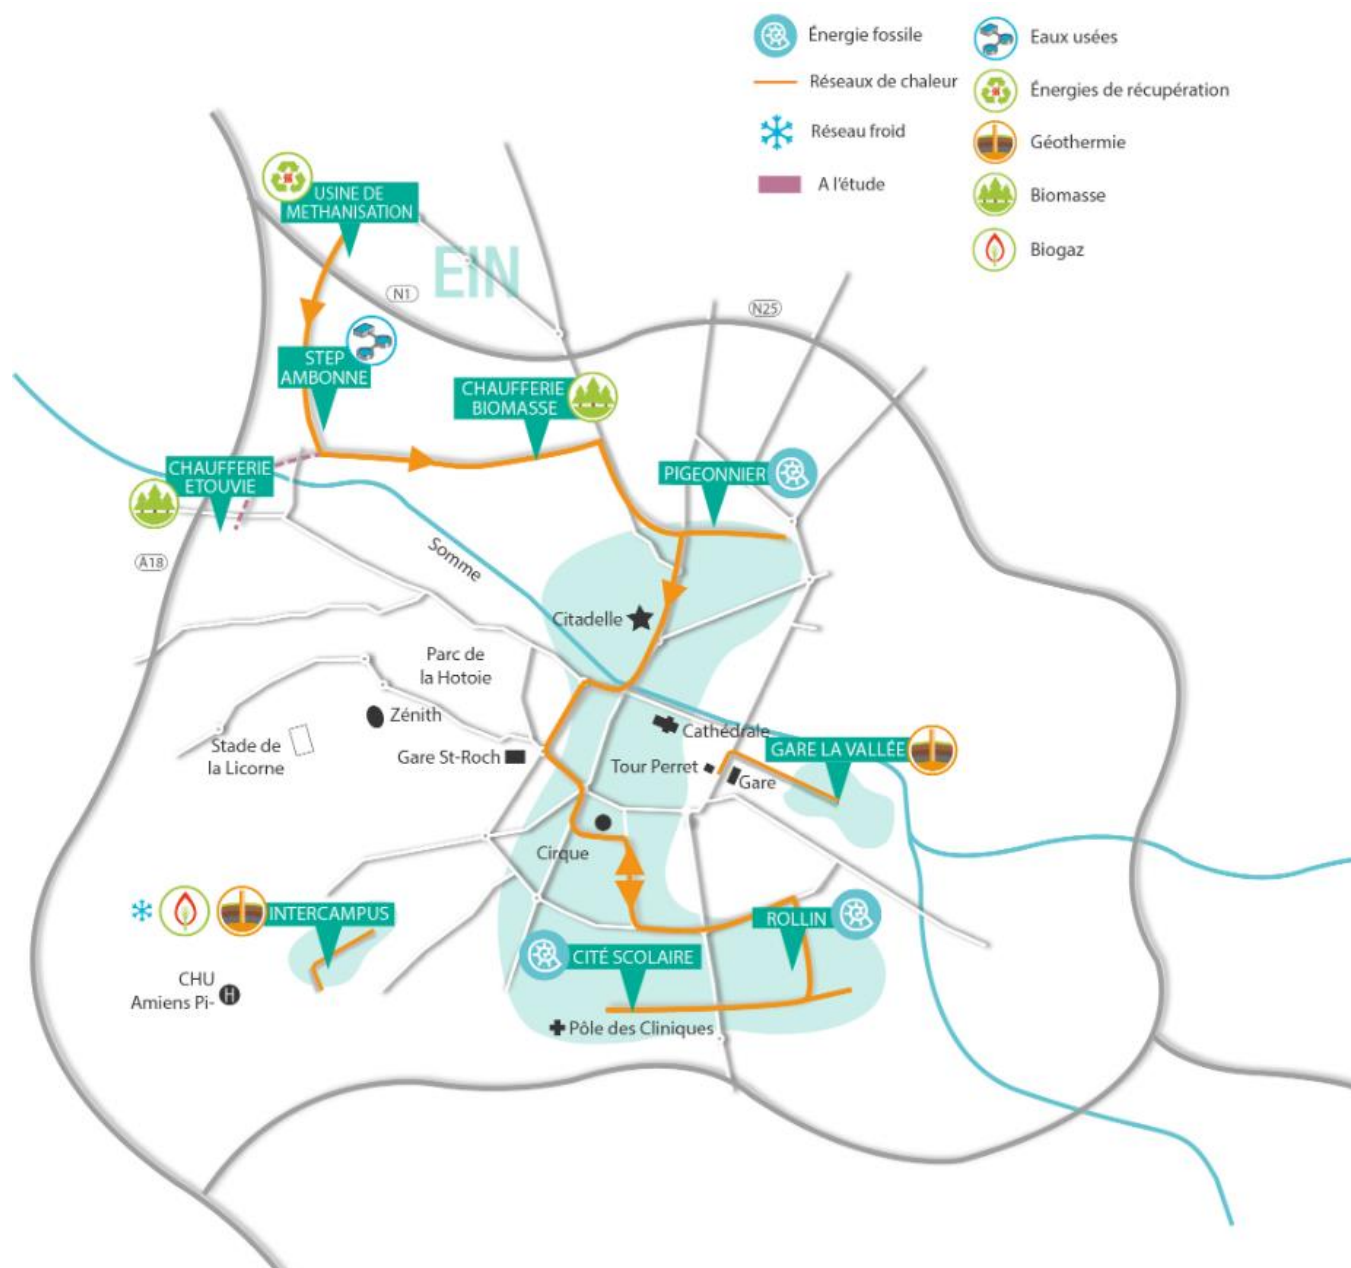 Énergie fossile
Réseaux de chaleur
Réseau froid
A l'étude
Eaux usées
Énergies de récupération
Géothermie
Biomasse
Biogaz
USINE DE
METHANISATION
EIN
N1
N25
STEP
AMBONNE
CHAUFFERIE
BIOMASSE
PIGEONNIER
CHAUFFERIE
ETOUVIE
A18
Somme
Citadelle
Parc de
la Hotoie
Zénith
Stade de
la Licorne
Gare St-Roch
Cathédrale
Tour Perret
Gare
GARE LA VALLÉE
Cirque
INTERCAMPUS
ROLLIN
CITÉ SCOLAIRE
CHU
Amiens Pi-
H
Pôle des Cliniques